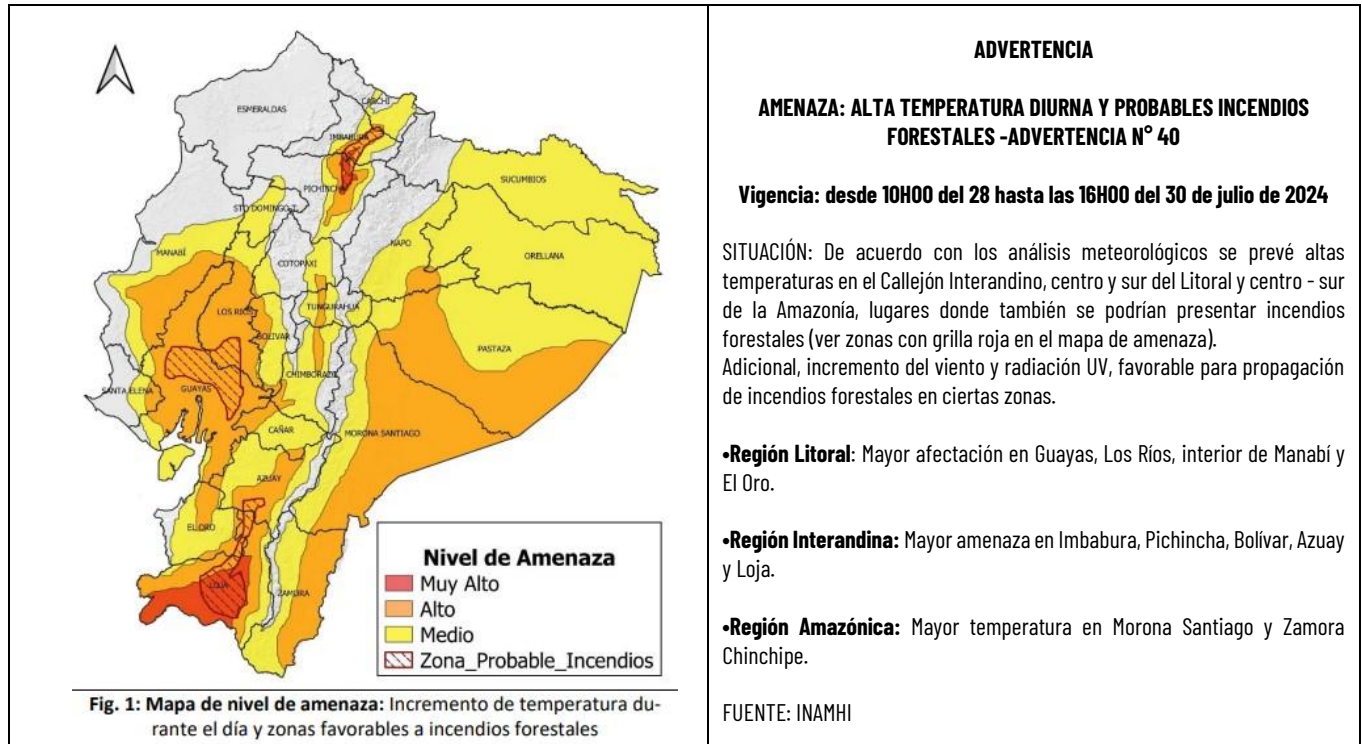 ESMERALDAS
CARCHI
IMBABURA
PICHINCHA
SUCUMBIOS
STO DOMINGO T.
NAPO
MANABÍ
COTOPAXI
ORELLANA
LOS RIOS
TUNGURAHUA
BOLIVAR
PASTAZA
SANTA ELENA
GUAYAS
CHIMBORAZO
CAÑAR
MORONA SANTIAGO
AZUAY
EL ORO
LOJA
ZAMORA
Nivel de Amenaza
Muy Alto
Alto
Medio
Zona_Probable_Incendios
Fig. 1: Mapa de nivel de amenaza: Incremento de temperatura du-
rante el día y zonas favorables a incendios forestales
ADVERTENCIA
AMENAZA: ALTA TEMPERATURA DIURNA Y PROBABLES INCENDIOS
FORESTALES -ADVERTENCIA N° 40
Vigencia: desde 10H00 del 28 hasta las 16H00 del 30 de julio de 2024
SITUACIÓN: De acuerdo con los análisis meteorológicos se prevé altas
temperaturas en el Callejón Interandino, centro y sur del Litoral y centro - sur
de la Amazonía, lugares donde también se podrían presentar incendios
forestales (ver zonas con grilla roja en el mapa de amenaza).
Adicional, incremento del viento y radiación UV, favorable para propagación
de incendios forestales en ciertas zonas.
•Región Litoral: Mayor afectación en Guayas, Los Ríos, interior de Manabí y
El Oro.
•Región Interandina: Mayor amenaza en Imbabura, Pichincha, Bolívar, Azuay
y Loja.
•Región Amazónica: Mayor temperatura en Morona Santiago y Zamora
Chinchipe.
FUENTE: INAMHI